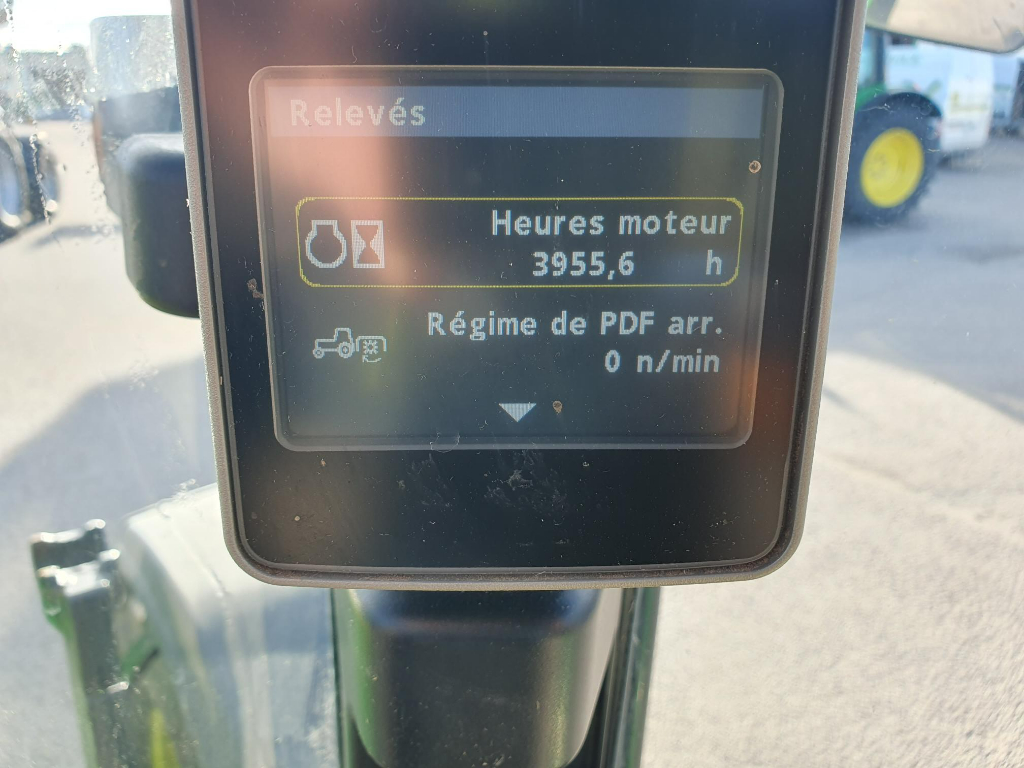 Relevés
Heures moteur
3955,6 h
Régime de PDF arr.
0 n/min